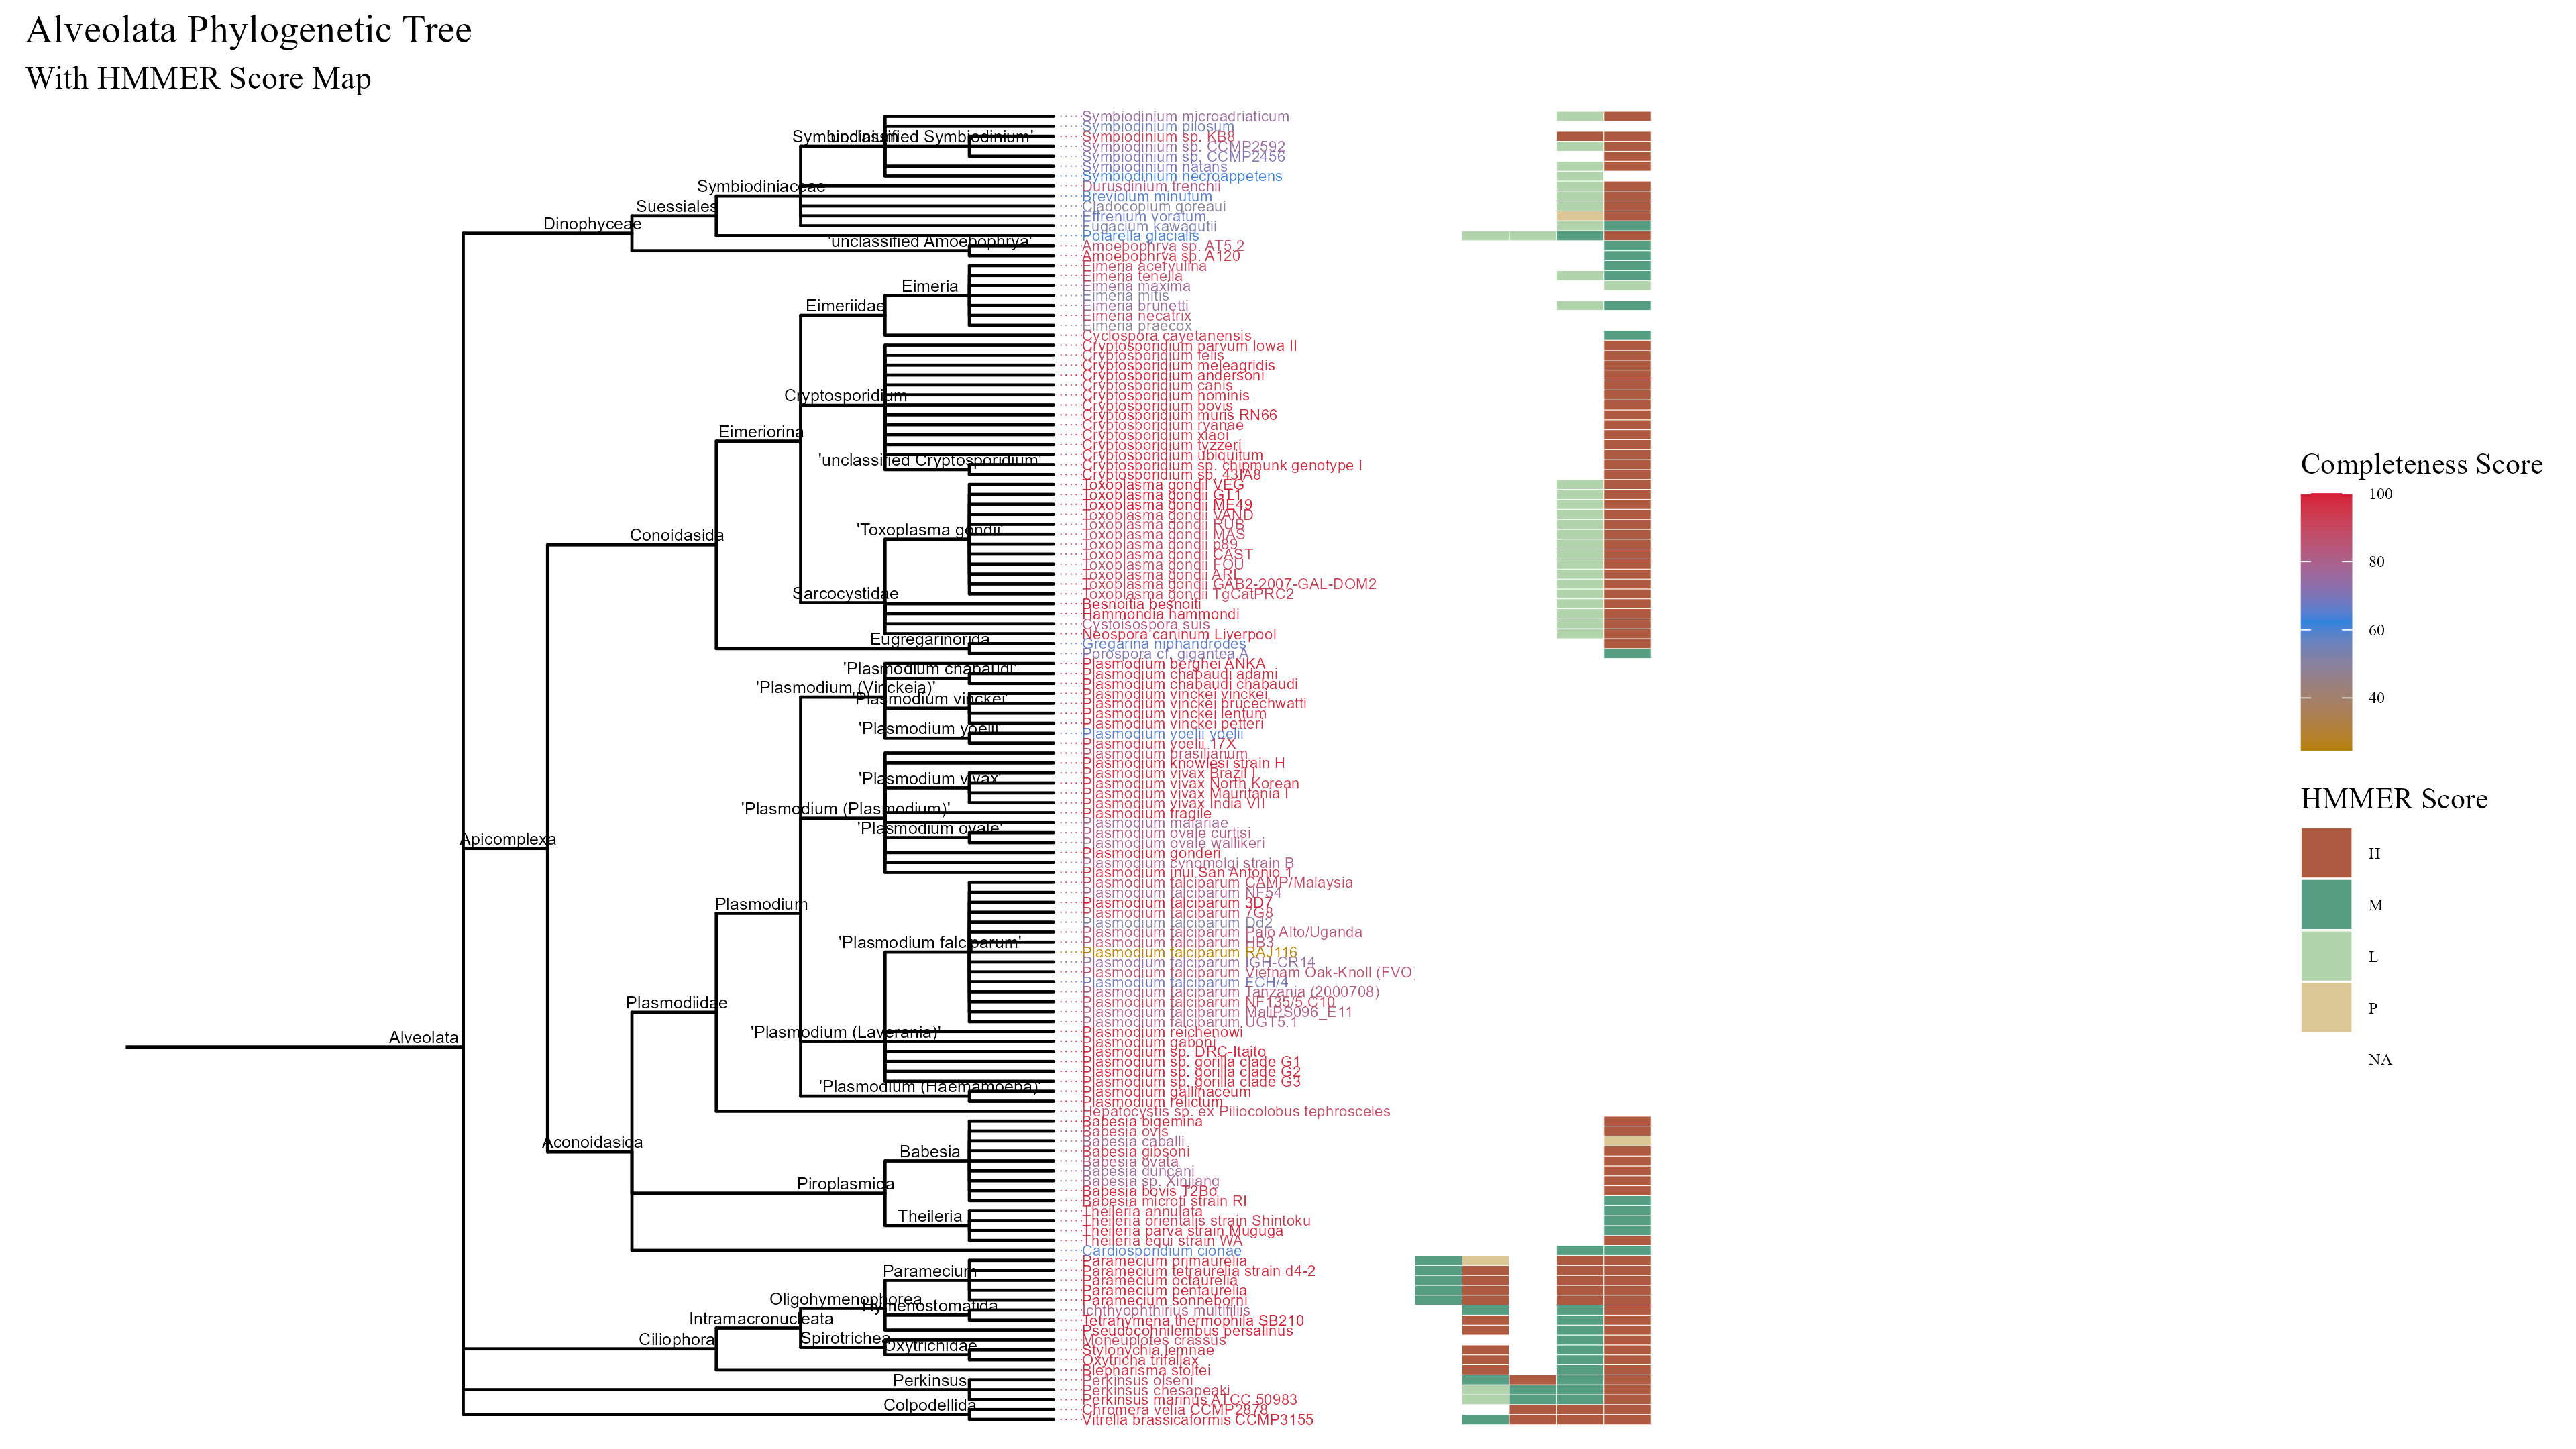 Alveolata Phylogenetic Tree
With HMMER Score Map
Symbiodinium microadriaticum
Symbiodinium pilosum
Symbiodinium
'unclassified Symbiodinium'
Symbiodinium sp. KB8
Symbiodinium sp. CCMP2592
Symbiodinium sp. CCMP2456
Symbiodinium natans
Symbiodinium necroappetens
Symbiodiniaceae
Durusdinium trenchii
Breviolum minutum
Suessiales
Cladocopium goreaui
Effrenium voratum
Dinophyceae
Fugacium kawagutii
Polarella glacialis
'unclassified Amoebophrya'
Amoebophrya sp. AT5.2
Amoebophrya sp. A120
Eimeria acervulina
Eimeria tenella
Eimeria
Eimeria maxima
Eimeria mitis
Eimeriidae
Eimeria brunetti
Eimeria necatrix
Eimeria praecox
Cyclospora cayetanensis
Cryptosporidium parvum Iowa II
Cryptosporidium felis
Cryptosporidium meleagridis
Cryptosporidium andersoni
Cryptosporidium canis
Cryptosporidium
Cryptosporidium hominis
Cryptosporidium bovis
Cryptosporidium muris RN66
Cryptosporidium ryanae
Eimeriorina
Cryptosporidium xiaoi
Cryptosporidium tyzzeri
Cryptosporidium ubiquitum
'unclassified Cryptosporidium'
Cryptosporidium sp. chipmunk genotype I
Cryptosporidium sp. 43IA8
Toxoplasma gondii VEG
Toxoplasma gondii GT1
Toxoplasma gondii ME49
Toxoplasma gondii VAND
Toxoplasma gondii RUB
'Toxoplasma gondii'
Conoidasida
Toxoplasma gondii MAS
Toxoplasma gondii p89
Toxoplasma gondii CAST
Toxoplasma gondii FOU
Toxoplasma gondii ARI
Toxoplasma gondii GAB2-2007-GAL-DOM2
Toxoplasma gondii TgCatPRC2
Sarcocystidae
Besnoitia besnoiti
Hammondia hammondi
Cystoisospora suis
Neospora caninum Liverpool
Eugregarinorida
Gregarina niphandrodes
Porospora cf. gigantea A
Plasmodium berghei ANKA
'Plasmodium chabaudi'
Plasmodium chabaudi adami
Plasmodium chabaudi chabaudi
'Plasmodium (Vinckeia)'
Plasmodium vinckei vinckei
'Plasmodium vinckei'
Plasmodium vinckei brucechwatti
Plasmodium vinckei lentum
Plasmodium vinckei petteri
'Plasmodium yoelii'
Plasmodium yoelii yoelii
Plasmodium yoelii 17X
Plasmodium brasilianum
Plasmodium knowlesi strain H
Plasmodium vivax Brazil I
'Plasmodium vivax'
Plasmodium vivax North Korean
Plasmodium vivax Mauritania I
Plasmodium vivax India VII
'Plasmodium (Plasmodium)'
Plasmodium fragile
Plasmodium malariae
'Plasmodium ovale'
Plasmodium ovale curtisi
Plasmodium ovale wallikeri
Apicomplexa
Plasmodium gonderi
Plasmodium cynomolgi strain B
Plasmodium inui San Antonio 1
Plasmodium falciparum CAMP/Malaysia
Plasmodium falciparum NF54
Plasmodium
Plasmodium falciparum 3D7
Plasmodium falciparum 7G8
Plasmodium falciparum Dd2
Plasmodium falciparum Palo Alto/Uganda
'Plasmodium falciparum'
Plasmodium falciparum HB3
Plasmodium falciparum RAJ116
Plasmodium falciparum IGH-CR14
Plasmodium falciparum Vietnam Oak-Knoll (FVO
Plasmodium falciparum FCH/4
Plasmodium falciparum Tanzania (2000708)
Plasmodiidae
Plasmodium falciparum NF135/5.C10
Plasmodium falciparum MaliPS096_E11
Plasmodium falciparum UGT5.1
'Plasmodium (Laverania)'
Plasmodium reichenowi
Alveolata
Plasmodium gaboni
Plasmodium sp. DRC-Itaito
Plasmodium sp. gorilla clade G1
Plasmodium sp. gorilla clade G2
Plasmodium sp. gorilla clade G3
'Plasmodium (Haemamoeba)'
Plasmodium gallinaceum
Plasmodium relictum
Hepatocystis sp. ex Piliocolobus tephrosceles
Babesia bigemina
Babesia ovis
Aconoidasida
Babesia caballi
Babesia
Babesia gibsoni
Babesia ovata
Babesia duncani
Piroplasmida
Babesia sp. Xinjiang
Babesia bovis T2Bo
Babesia microti strain RI
Theileria
Theileria annulata
Theileria orientalis strain Shintoku
Theileria parva strain Muguga
Theileria equi strain WA
Cardiosporidium cionae
Paramecium primaurelia
Paramecium
Paramecium tetraurelia strain d4-2
Paramecium octaurelia
Paramecium pentaurelia
Oligohymenophorea
Paramecium sonneborni
Hymenostomatida
Ichthyophthirius multifiliis
Intramacronucleata
Tetrahymena thermophila SB210
Pseudocohnilembus persalinus
Ciliophora
Spirotrichea
Moneuplotes crassus
Oxytrichidae
Stylonychia lemnae
Oxytricha trifallax
Blepharisma stoltei
Perkinsus
Perkinsus olseni
Perkinsus chesapeaki
Perkinsus marinus ATCC 50983
Colpodellida
Chromera velia CCMP2878
Vitrella brassicaformis CCMP3155
Completeness Score
100
80
60
40
HMMER Score
H
M
L
P
NA